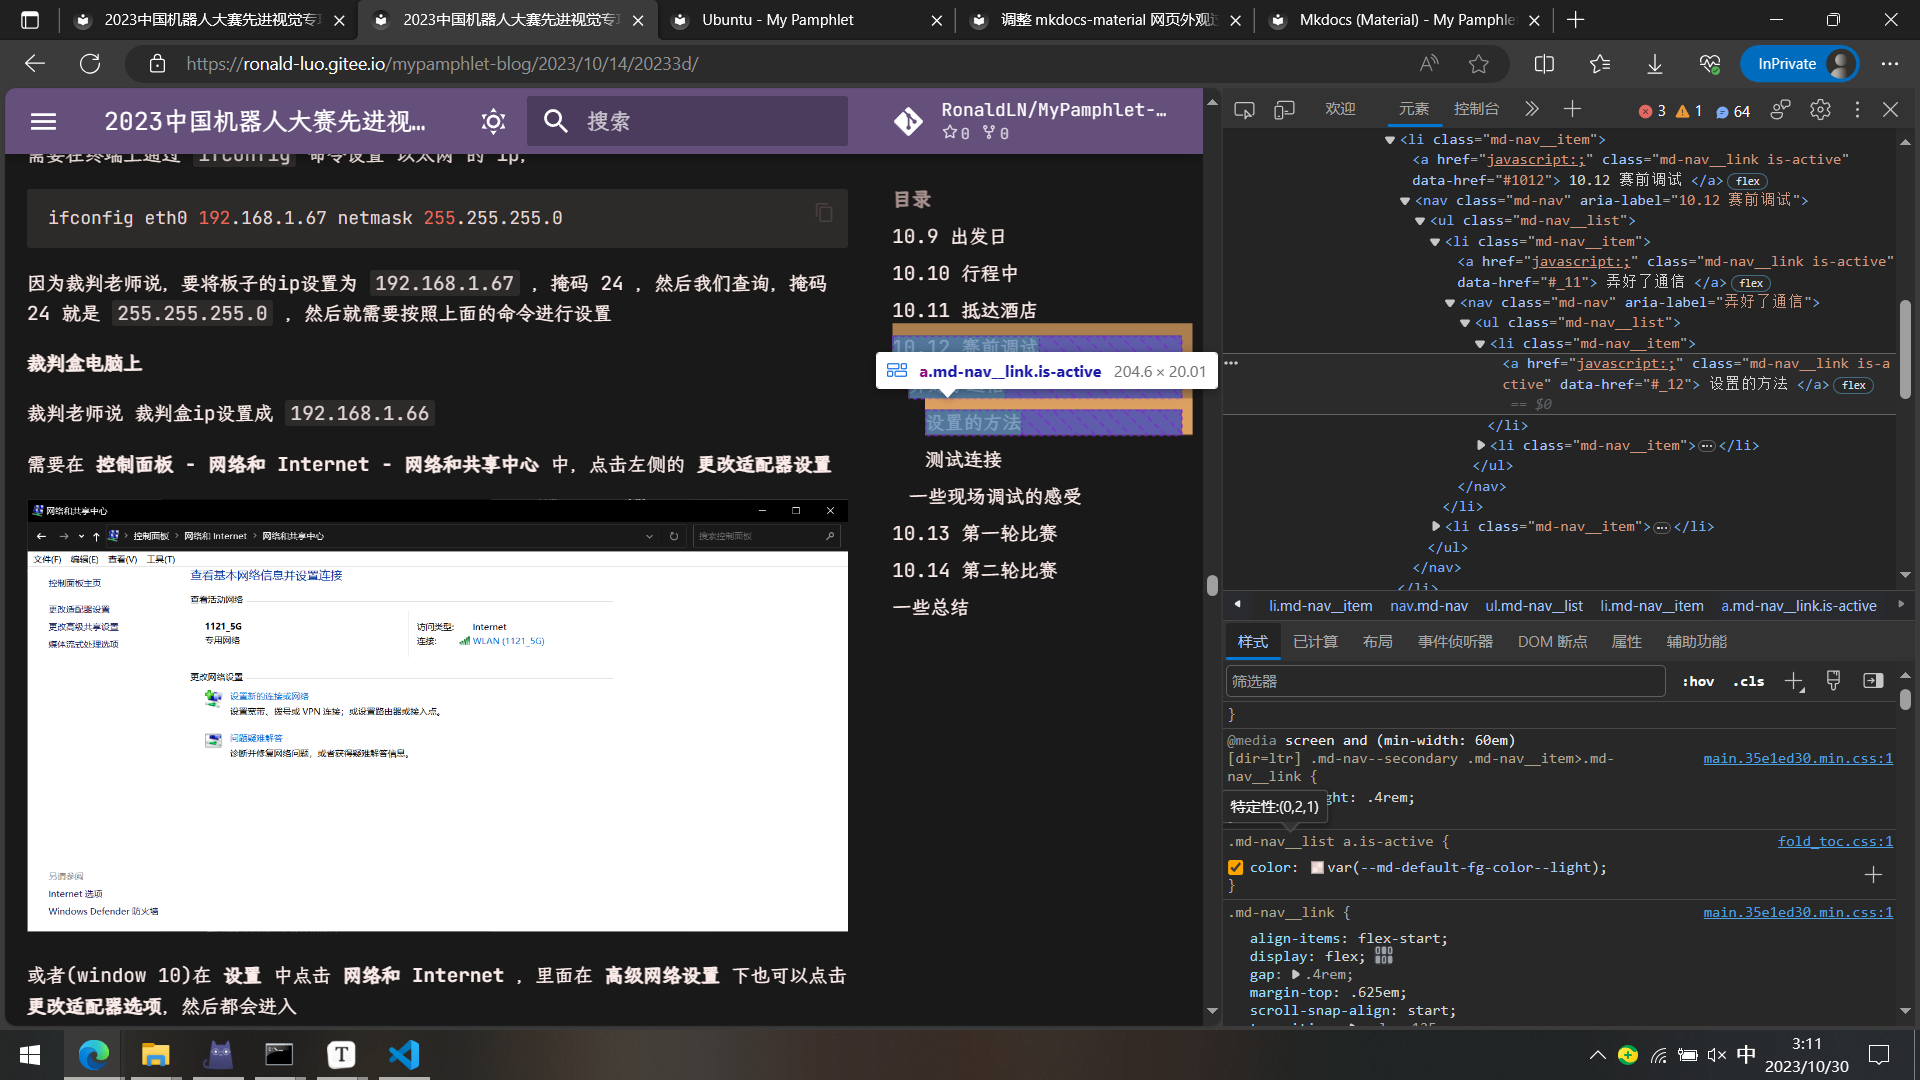 2023中国机器人大赛先进视觉专项
2023中国机器人大赛先进视觉专项
Ubuntu - My Pamphlet
调整 mkdocs-material 网页外观
Mkdocs (Material) - My Pamphle
https://ronald-luo.gitee.io/mypamphlet-blog/2023/10/14/20233d/
InPrivate
2023中国机器人大赛先进视…
搜索
RonaldLN/MyPamphlet-…
0 0
需要在终端上通过 ifconfig 命令设置 以太网 的 ip,
ifconfig eth0 192.168.1.67 netmask 255.255.255.0
因为裁判老师说，要将板子的ip设置为 192.168.1.67 ，掩码 24 ，然后我们查询，掩码
24 就是 255.255.255.0 ，然后就需要按照上面的命令进行设置
裁判盒电脑上
裁判老师说 裁判盒ip设置成 192.168.1.66
需要在 控制面板 - 网络和 Internet - 网络和共享中心 中，点击左侧的 更改适配器设置
网络和共享中心
控制面板 网络和 Internet 网络和共享中心
搜索控制面板
文件(F) 编辑(E) 查看(V) 工具(T)
控制面板主页
更改适配器设置
更改高级共享设置
媒体流式处理选项
查看基本网络信息并设置连接
查看活动网络
1121_5G
专用网络
访问类型: Internet
连接: WLAN (1121_5G)
更改网络设置
设置新的连接或网络
设置宽带、拨号或 VPN 连接；或设置路由器或接入点。
问题疑难解答
诊断并修复网络问题，或者获得疑难解答信息。
另请参阅
Internet 选项
Windows Defender 防火墙
或者(window 10)在 设置 中点击 网络和 Internet ，里面在 高级网络设置 下也可以点击
更改适配器选项，然后都会进入
目录
10.9 出发日
10.10 行程中
10.11 抵达酒店
10.12 赛前调试
a.md-nav__link.is-active 204.6 × 20.01
设置的方法
测试连接
一些现场调试的感受
10.13 第一轮比赛
10.14 第二轮比赛
一些总结
欢迎 元素 控制台
3 1 64
<li class="md-nav__item">
<a href="javascript:;" class="md-nav__link is-active"
data-href="#1012"> 10.12 赛前调试 </a> flex
<nav class="md-nav" aria-label="10.12 赛前调试">
<ul class="md-nav__list">
<li class="md-nav__item">
<a href="javascript:;" class="md-nav__link is-active"
data-href="#_11"> 弄好了通信 </a> flex
<nav class="md-nav" aria-label="弄好了通信">
<ul class="md-nav__list">
<li class="md-nav__item">
<a href="javascript:;" class="md-nav__link is-a
ctive" data-href="#_12"> 设置的方法 </a> flex
== $0
</li>
<li class="md-nav__item">…</li>
</ul>
</nav>
</li>
<li class="md-nav__item">…</li>
</ul>
</nav>
</li>
li.md-nav__item nav.md-nav ul.md-nav__list li.md-nav__item a.md-nav__link.is-active
样式 已计算 布局 事件侦听器 DOM 断点 属性 辅助功能
筛选器
:hov .cls
}
@media screen and (min-width: 60em)
[dir=ltr] .md-nav--secondary .md-nav__item>.md-
nav__link {
main.35e1ed30.min.css:1
ght: .4rem;
特定性:(0,2,1)
.md-nav__list a.is-active {
fold_toc.css:1
color: var(--md-default-fg-color--light);
}
.md-nav__link {
main.35e1ed30.min.css:1
align-items: flex-start;
display: flex;
gap: .4rem;
margin-top: .625em;
scroll-snap-align: start;
中
3:11
2023/10/30